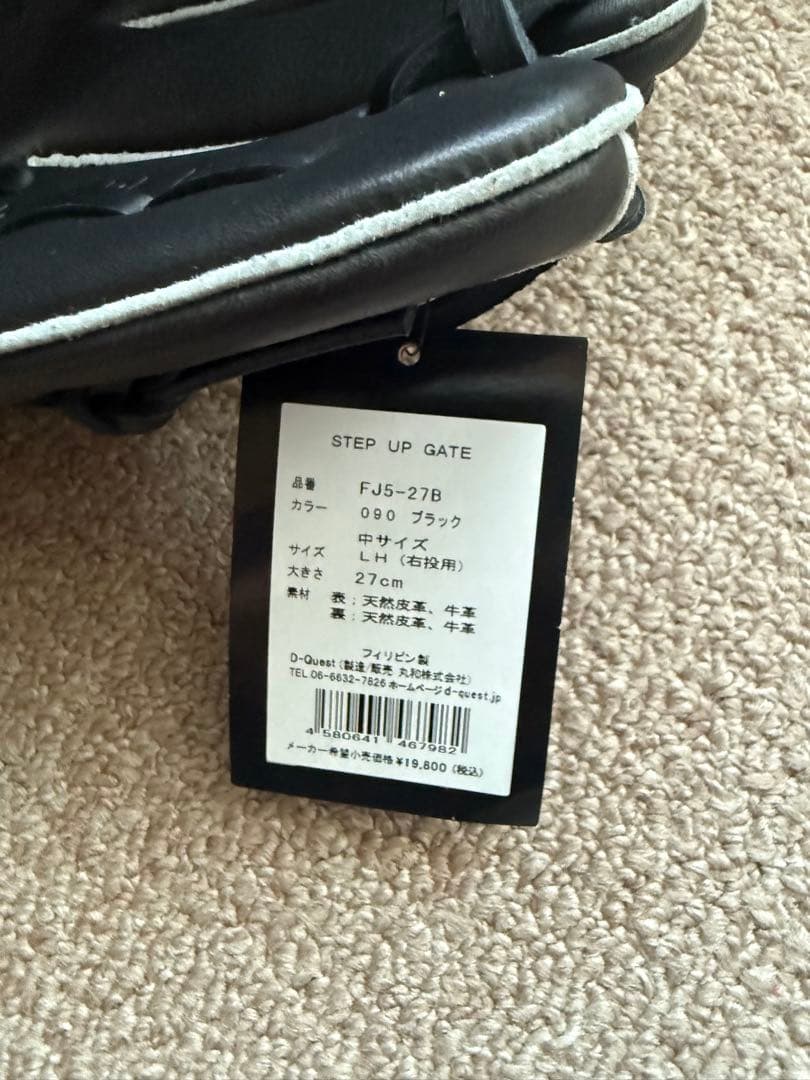 STEP UP GATE
品番 FJ5-27B
カラー 090 ブラック
中サイズ
サイズ LH(右投用)
大きさ 27cm
素材 表:天然皮革、牛革
裏:天然皮革、牛革
フィリピン製
D-Quest(製造/販売 丸和株式会社)
TEL.06-6632-7826 ホームページd-quest.jp
4 580641 467982
メーカー希望小売価格¥19,800(税込)